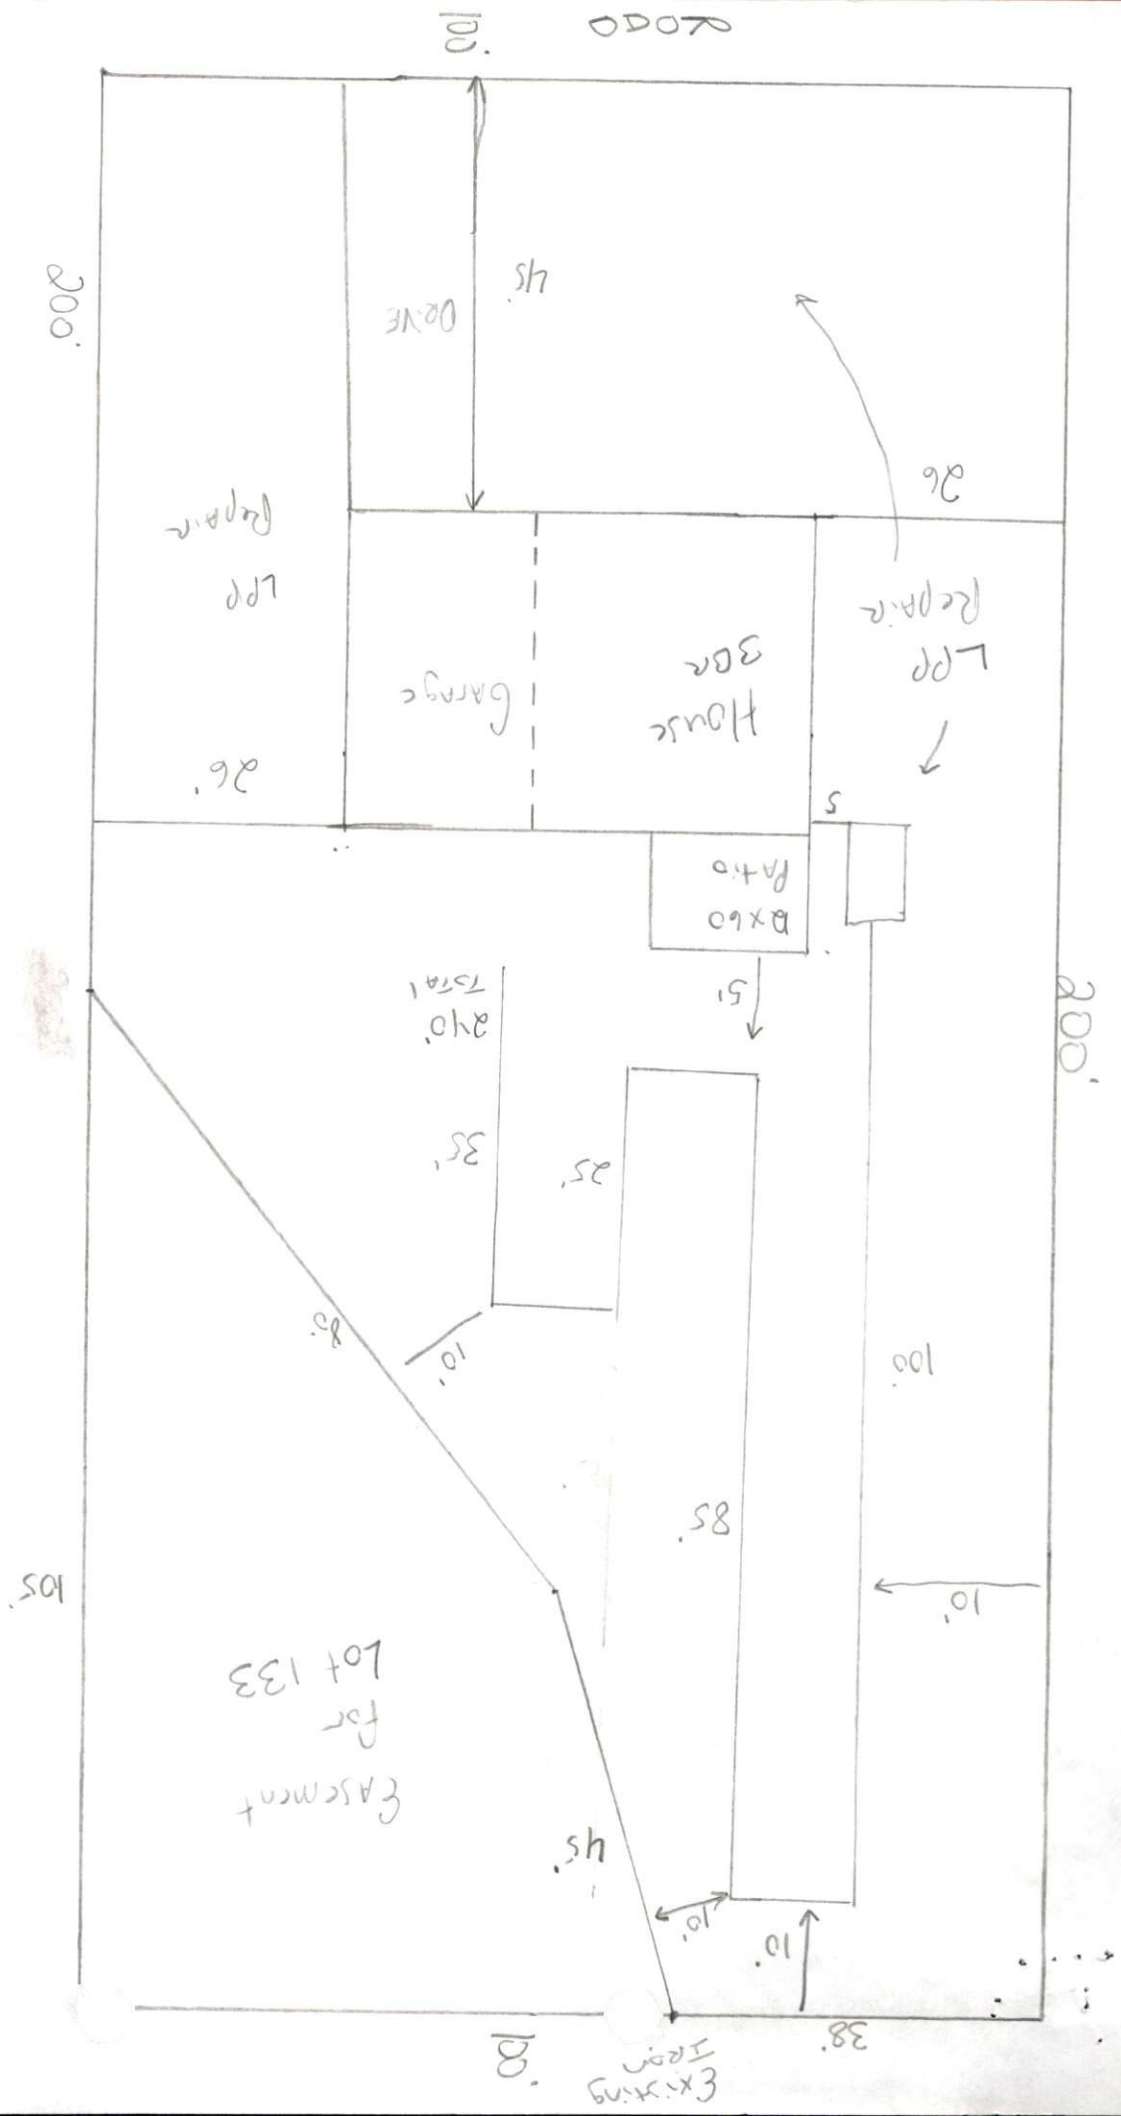 Existing
Iron
38'
100'
10'
10'
45'
Easement
for
Lot 133
10'
105'
85'
100'
10'
80'
25'
35'
240'
Total
200'
5'
Patio
5
26'
House
3BR
Garage
LPP
Repair
LPP
Repair
26
45'
DRIVE
200'
100'
ROAD